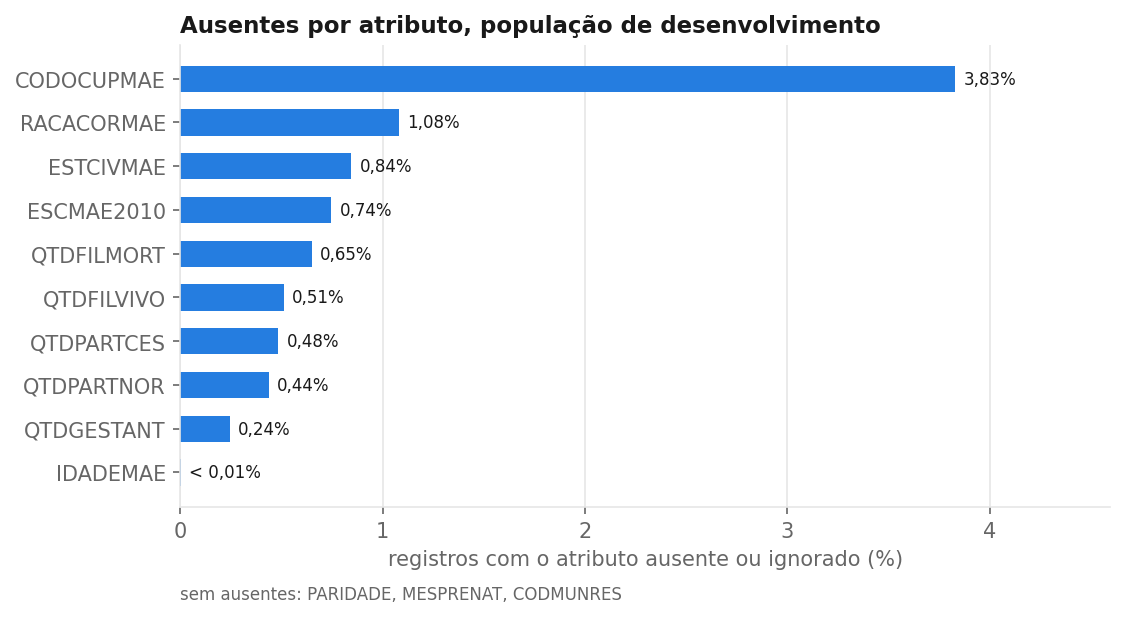 Ausentes por atributo, população de desenvolvimento
CODOCUPMAE 3,83%
RACACORMAE 1,08%
ESTCIVMAE 0,84%
ESCMAE2010 0,74%
QTDFILMORT 0,65%
QTDFILVIVO 0,51%
QTDPARTCES 0,48%
QTDPARTNOR 0,44%
QTDGESTANT 0,24%
IDADEMAE < 0,01%
0 1 2 3 4
registros com o atributo ausente ou ignorado (%)
sem ausentes: PARIDADE, MESPRENAT, CODMUNRES